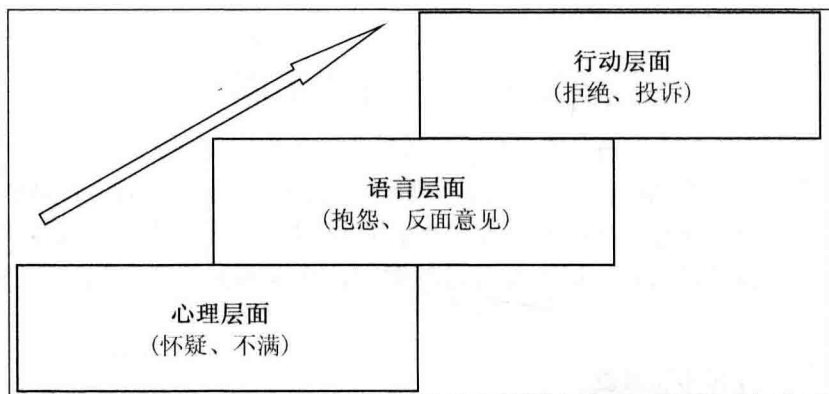 行动层面
(拒绝、投诉)
语言层面
(抱怨、反面意见)
心理层面
(怀疑、不满)